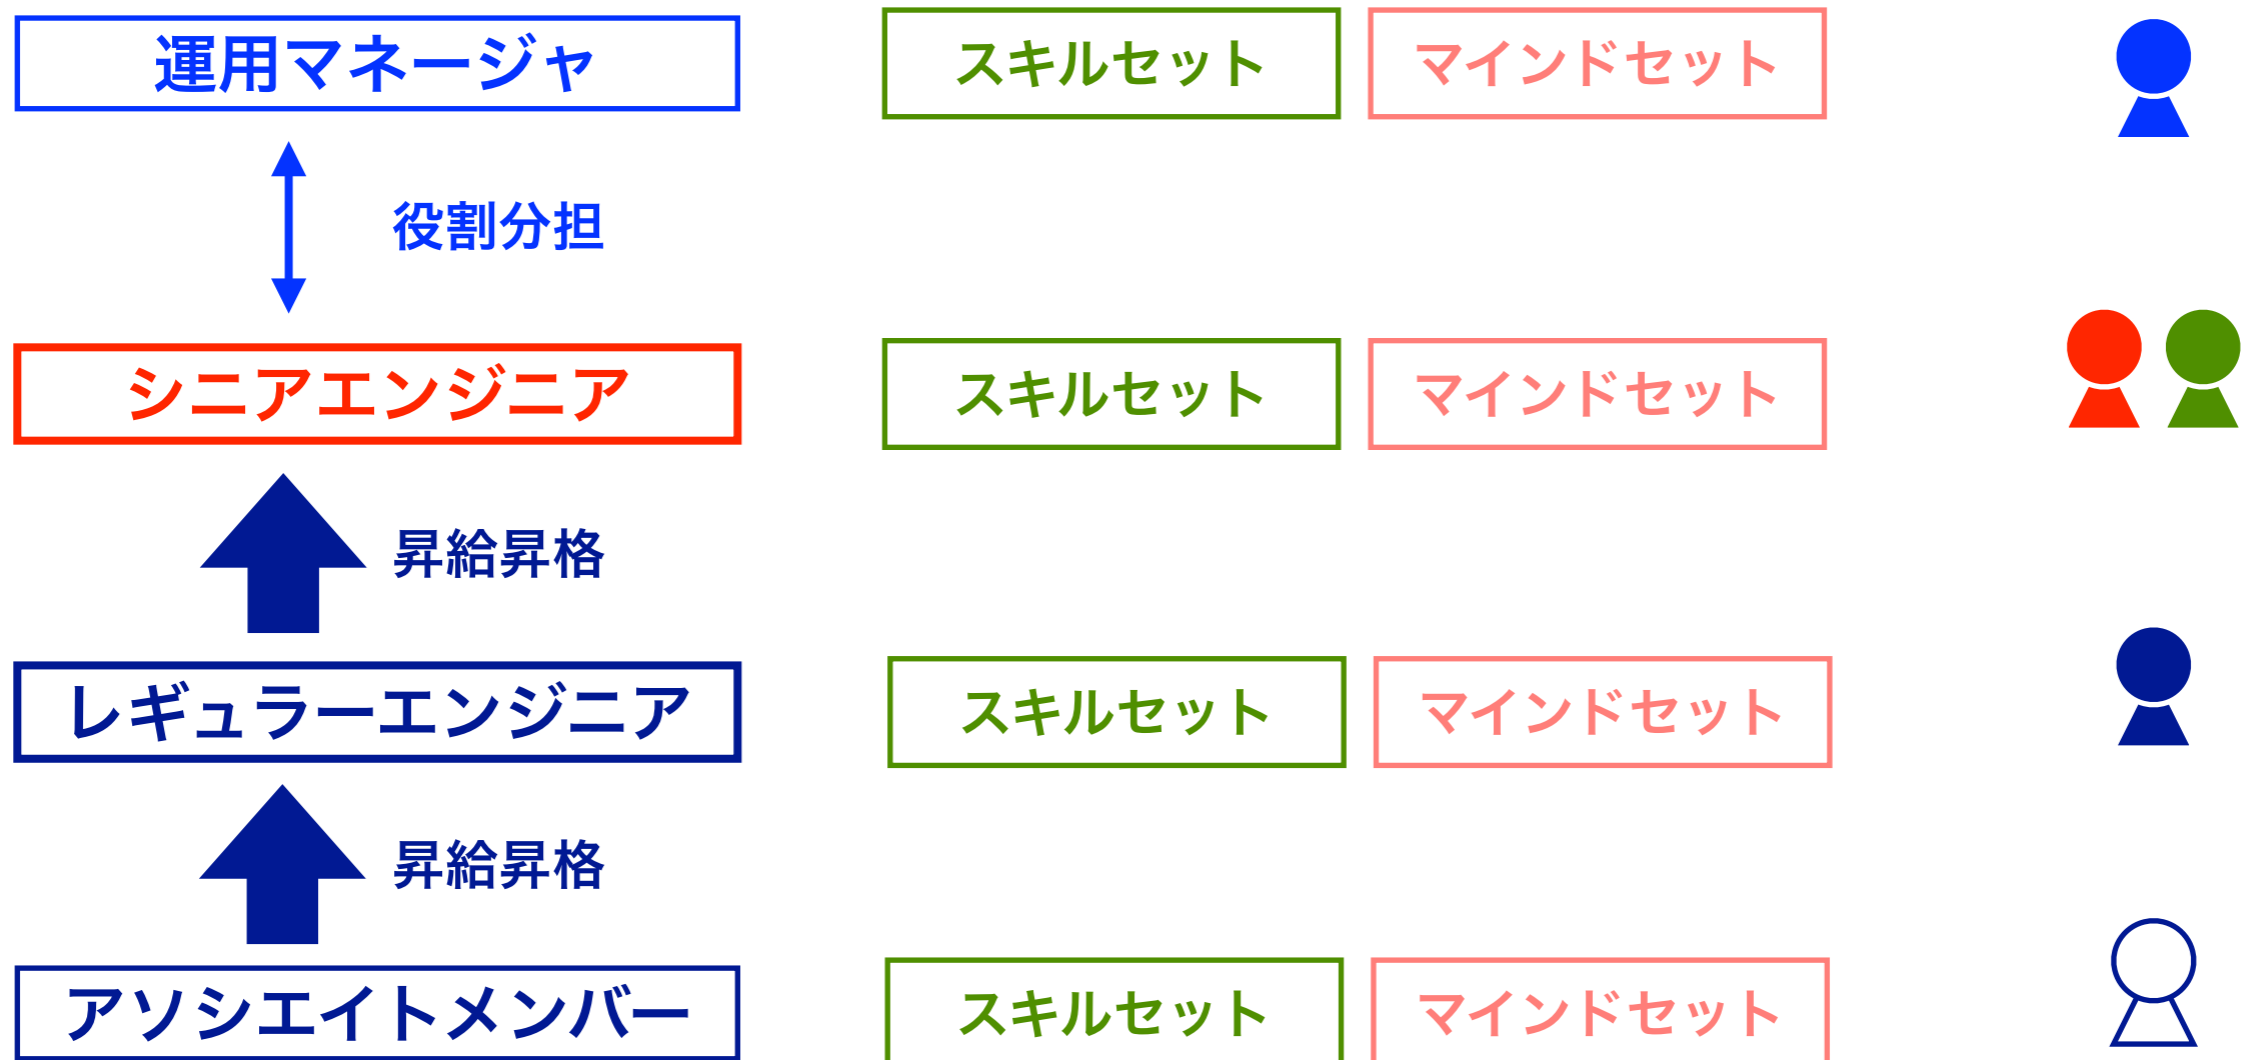 運用マネージャ スキルセット マインドセット
役割分担
シニアエンジニア スキルセット マインドセット
昇給昇格
レギュラーエンジニア スキルセット マインドセット
昇給昇格
アソシエイトメンバー スキルセット マインドセット